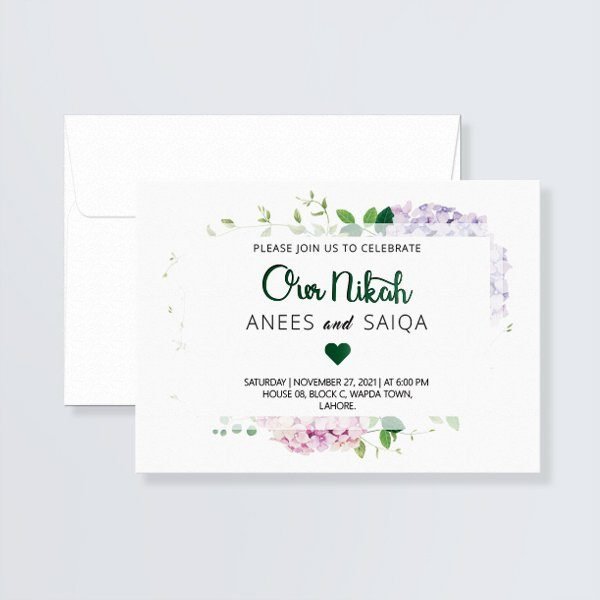 PLEASE JOIN US TO CELEBRATE
Our Nikah
ANEES and SAIQA
SATURDAY | NOVEMBER 27, 2021 | AT 6:00 PM
HOUSE 08, BLOCK C, WAPDA TOWN,
LAHORE.